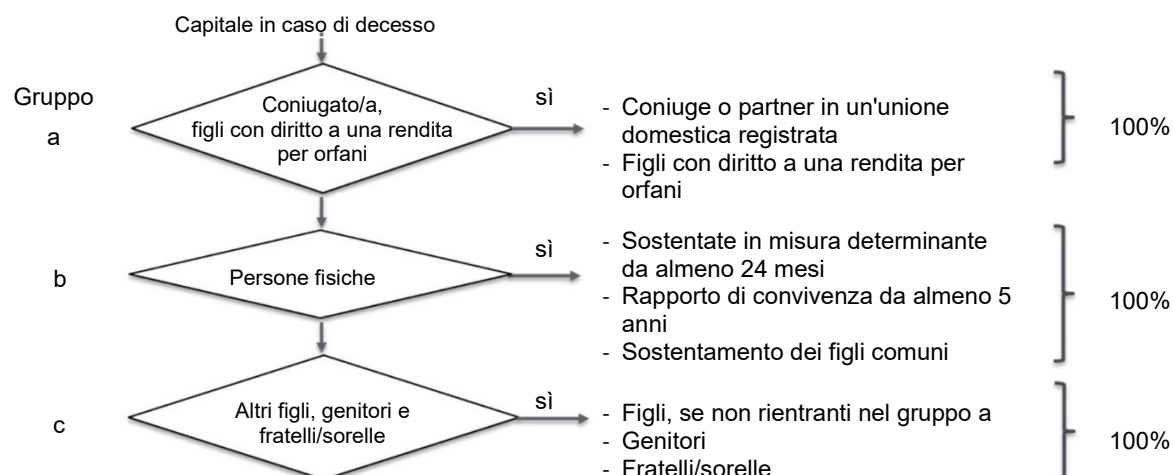 Capitale in caso di decesso
Gruppo
a
Coniugato/a,
figli con diritto a una rendita
per orfani
sì
- Coniuge o partner in un'unione
domestica registrata
- Figli con diritto a una rendita per
orfani
100%
b
Persone fisiche
sì
- Sostentate in misura determinante
da almeno 24 mesi
- Rapporto di convivenza da almeno 5
anni
- Sostentamento dei figli comuni
100%
c
Altri figli, genitori e
fratelli/sorelle
sì
- Figli, se non rientranti nel gruppo a
- Genitori
- Fratelli/sorelle
100%